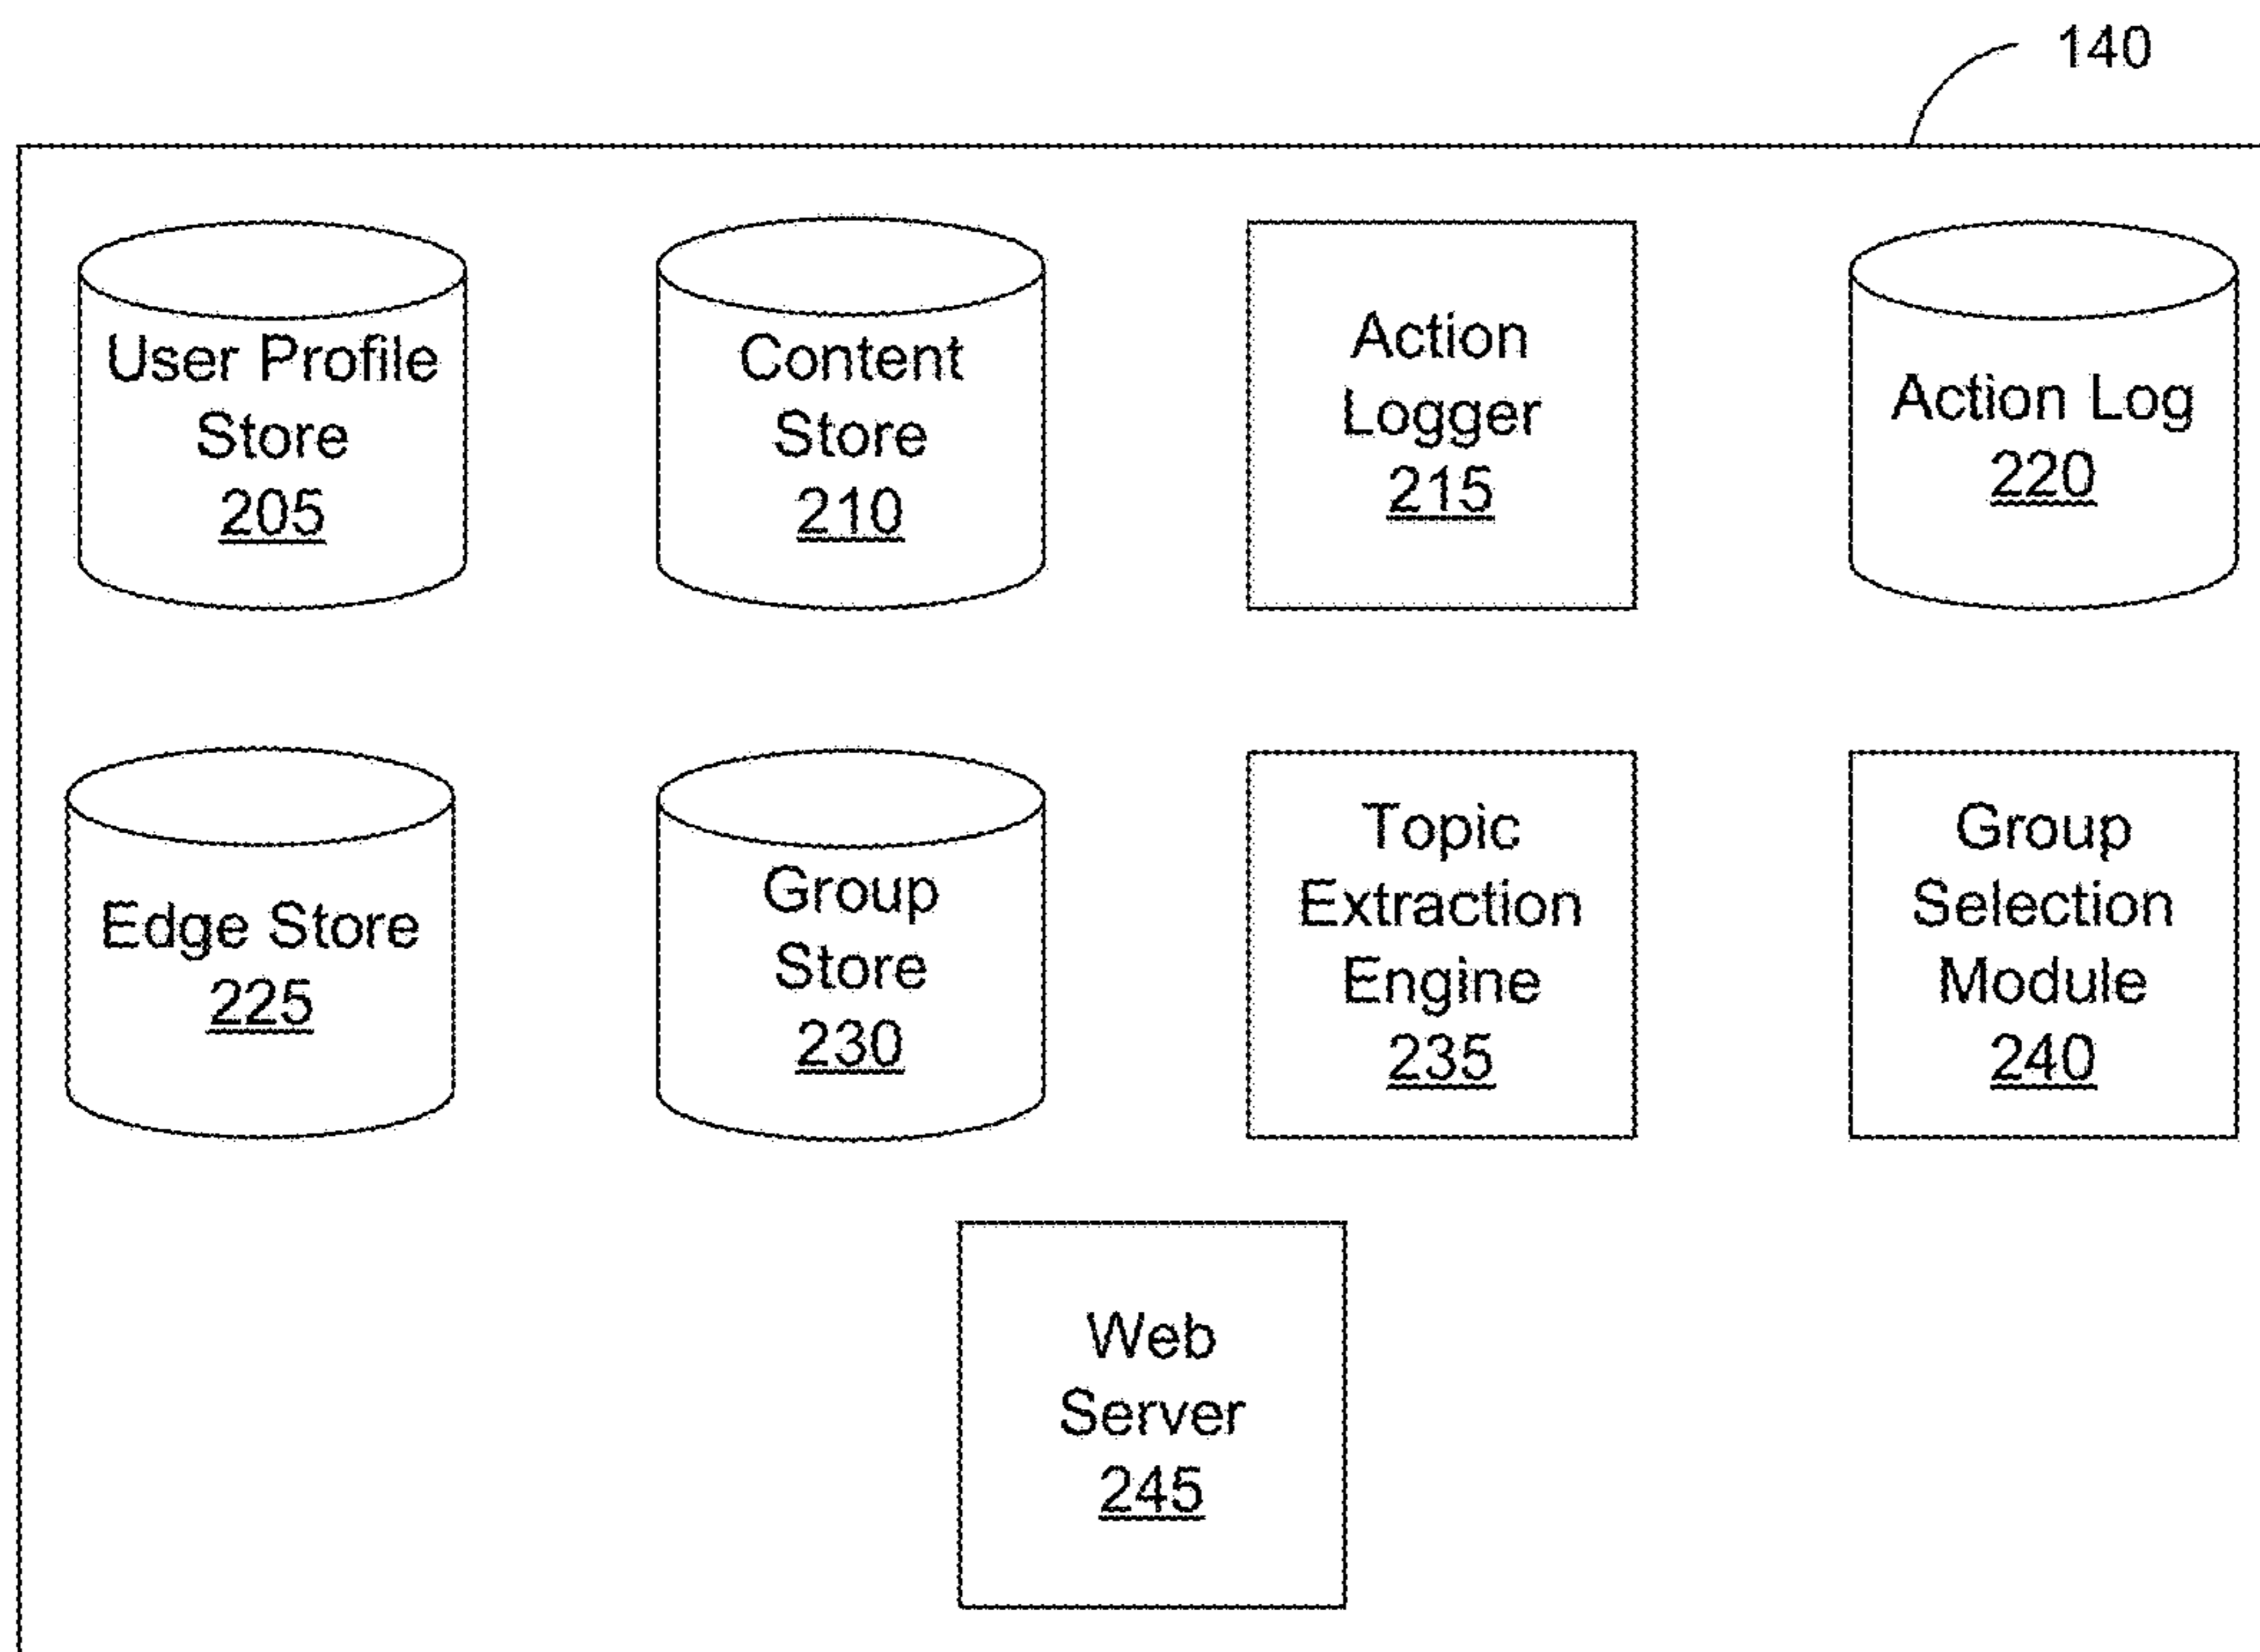 140
User Profile
Store
205
Content
Store
210
Action
Logger
215
Action Log
220
Edge Store
225
Group
Store
230
Topic
Extraction
Engine
235
Group
Selection
Module
240
Web
Server
245